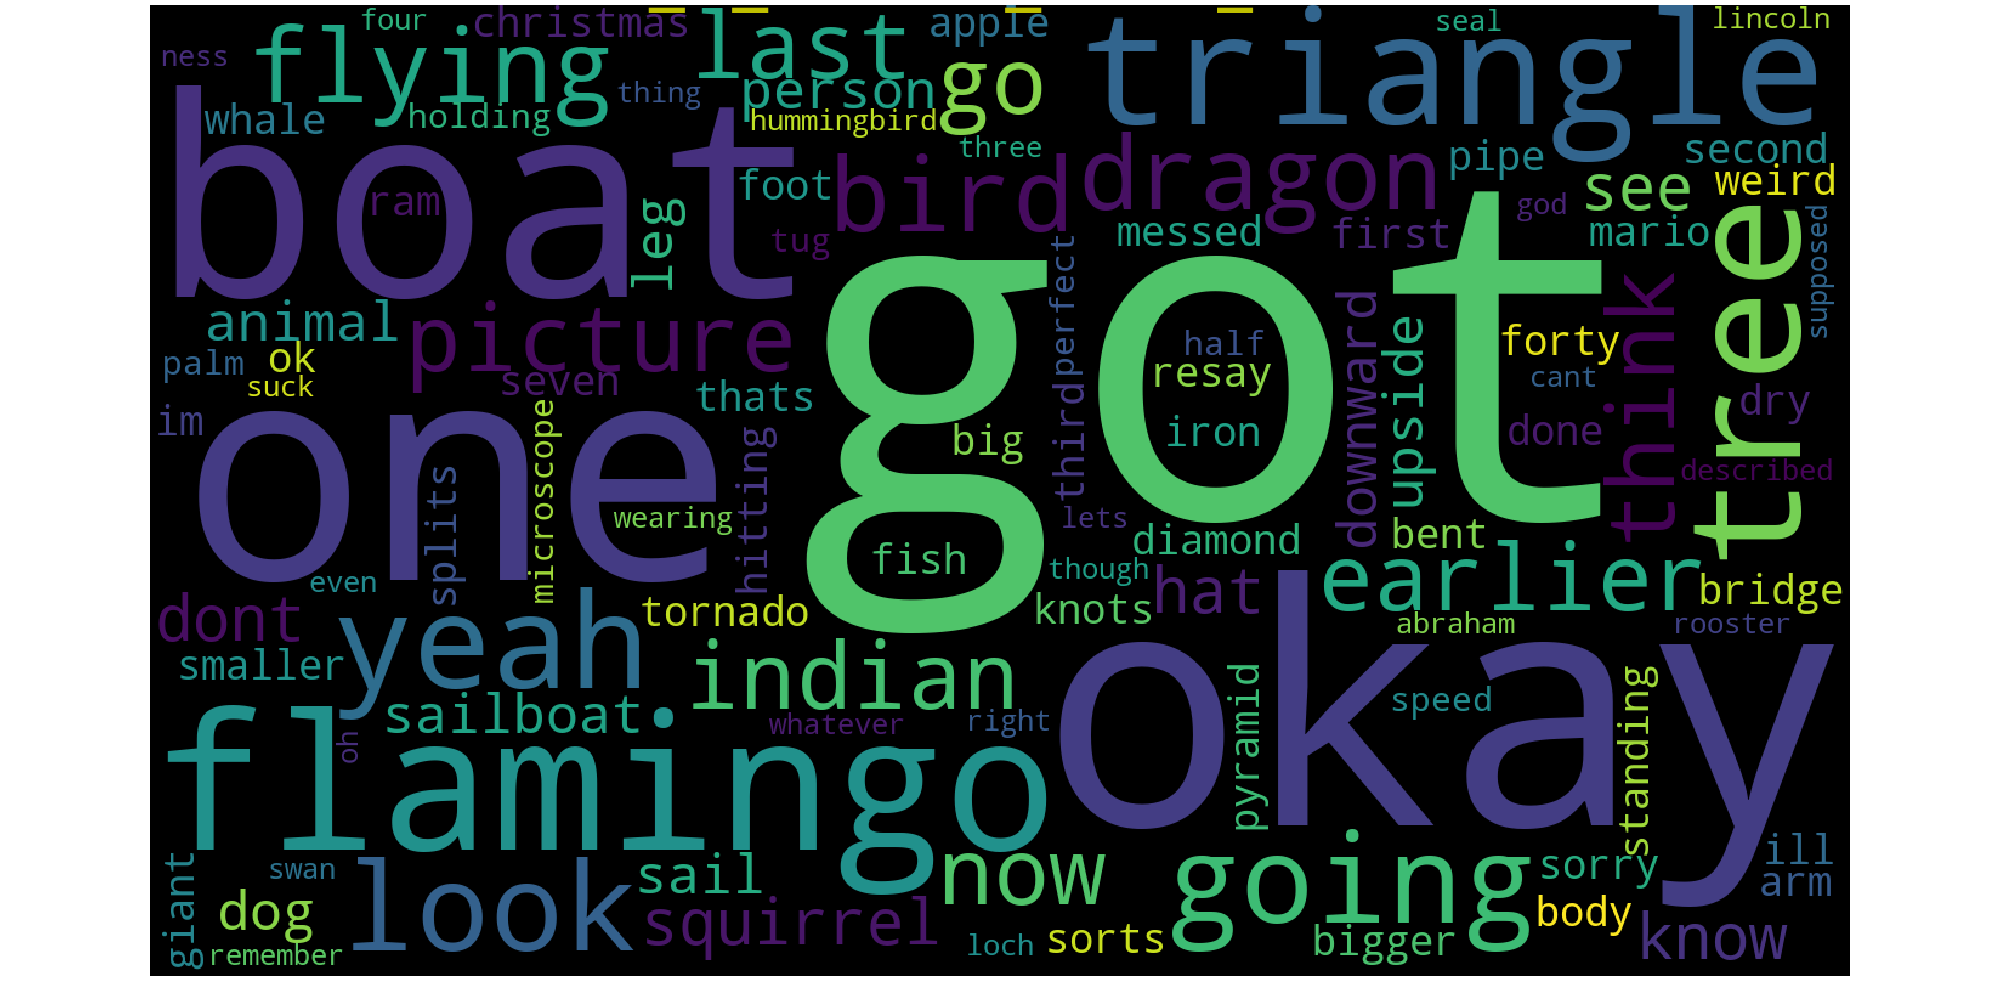 four
christmas
last
apple
seal
lincoln
ness
flying
thing
person
go
triangle
whale
holding
hummingbird
three
boat
ram
leg
foot
bird
dragon
pipe
second
see
weird
tug
messed
first
god
mario
tree
supposed
animal
picture
got
perfect
downward
upside
half
forty
think
palm
ok
suck
seven
thats
resay
cant
dry
im
one
microscope
hitting
big
third
iron
done
described
splits
wearing
lets
diamond
bent
fish
though
hat
earlier
bridge
even
dont
yeah
tornado
knots
abraham
rooster
smaller
indian
okay
pyramid
speed
standing
sailboat
whatever
right
oh
flamingo
giant
swan
look
sail
now
going
sorry
ill
arm
dog
squirrel
body
remember
loch
sorts
bigger
know